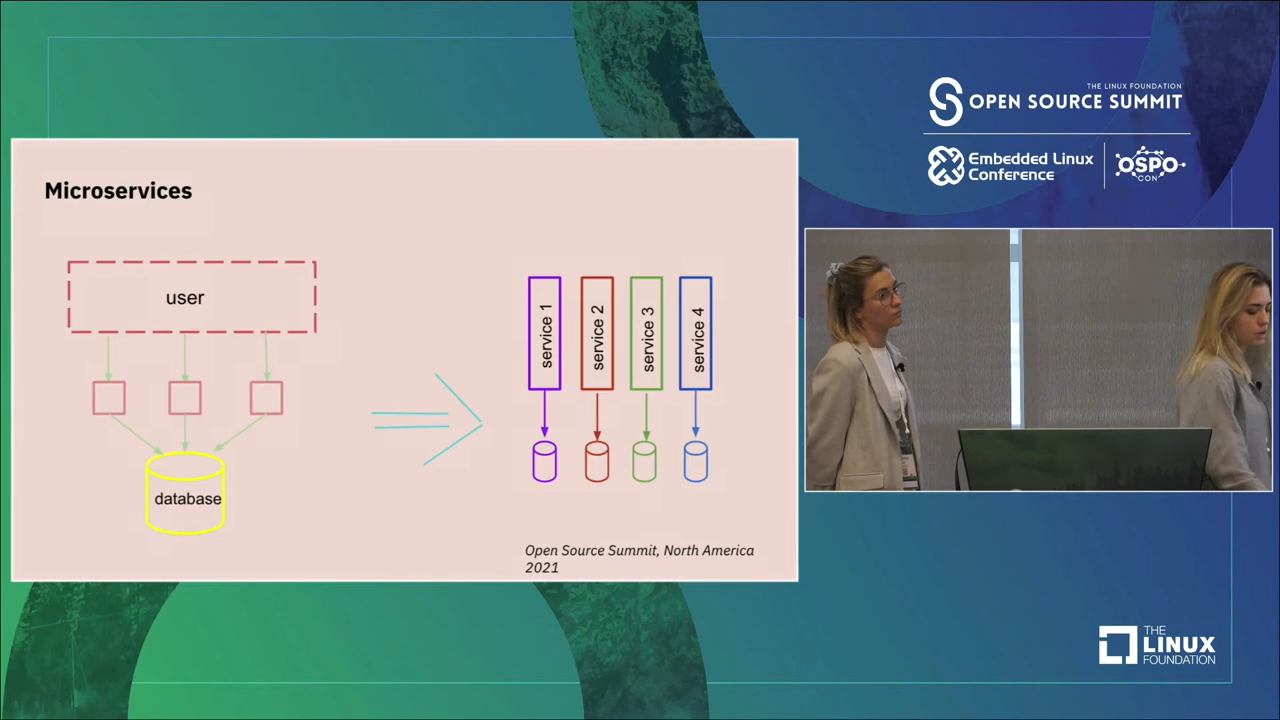 THE LINUX FOUNDATION
OPEN SOURCE SUMMIT
Embedded Linux
Conference
OSPO
CON
Microservices
user
database
service 1
service 2
service 3
service 4
Open Source Summit, North America
2021
THE
LINUX
FOUNDATION